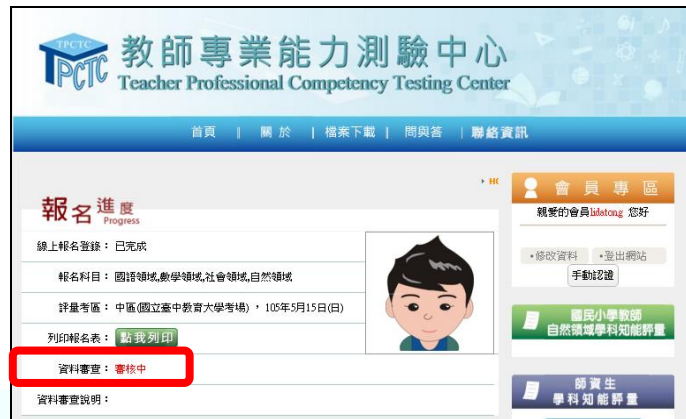 TPCTC
TPCTC
教師專業能力測驗中心
Teacher Professional Competency Testing Center
首頁 | 關於 | 檔案下載 | 問與答 | 聯絡資訊
報名進度
Progress
線上報名登錄：已完成
報名科目：國語領域,數學領域,社會領域,自然領域
評量考區：中區(國立臺中教育大學考場)，105年5月15日(日)
列印報名表：點我列印
資料審查：審核中
資料審查說明：
會員專區
親愛的會員lidatong 您好
•修改資料 •登出網站
手動認證
國民小學教師
自然領域學科知能評量
師資生
學科知能評量